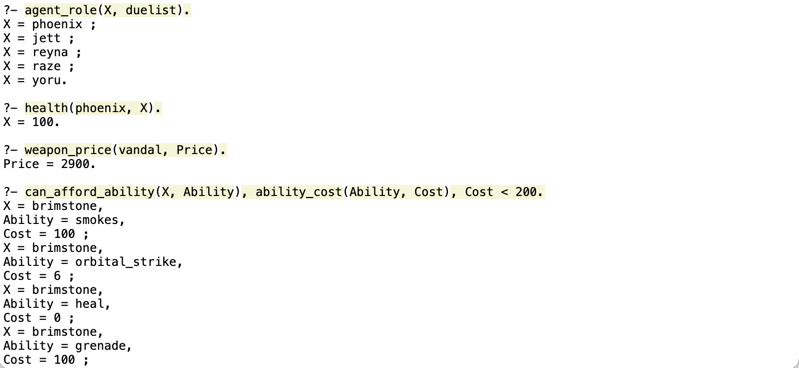 ?- agent_role(X, duelist).
X = phoenix ;
X = jett ;
X = reyna ;
X = raze ;
X = yoru.
?- health(phoenix, X).
X = 100.
?- weapon_price(vandal, Price).
Price = 2900.
?- can_afford_ability(X, Ability), ability_cost(Ability, Cost), Cost < 200.
X = brimstone,
Ability = smokes,
Cost = 100 ;
X = brimstone,
Ability = orbital_strike,
Cost = 6 ;
X = brimstone,
Ability = heal,
Cost = 0 ;
X = brimstone,
Ability = grenade,
Cost = 100 ;